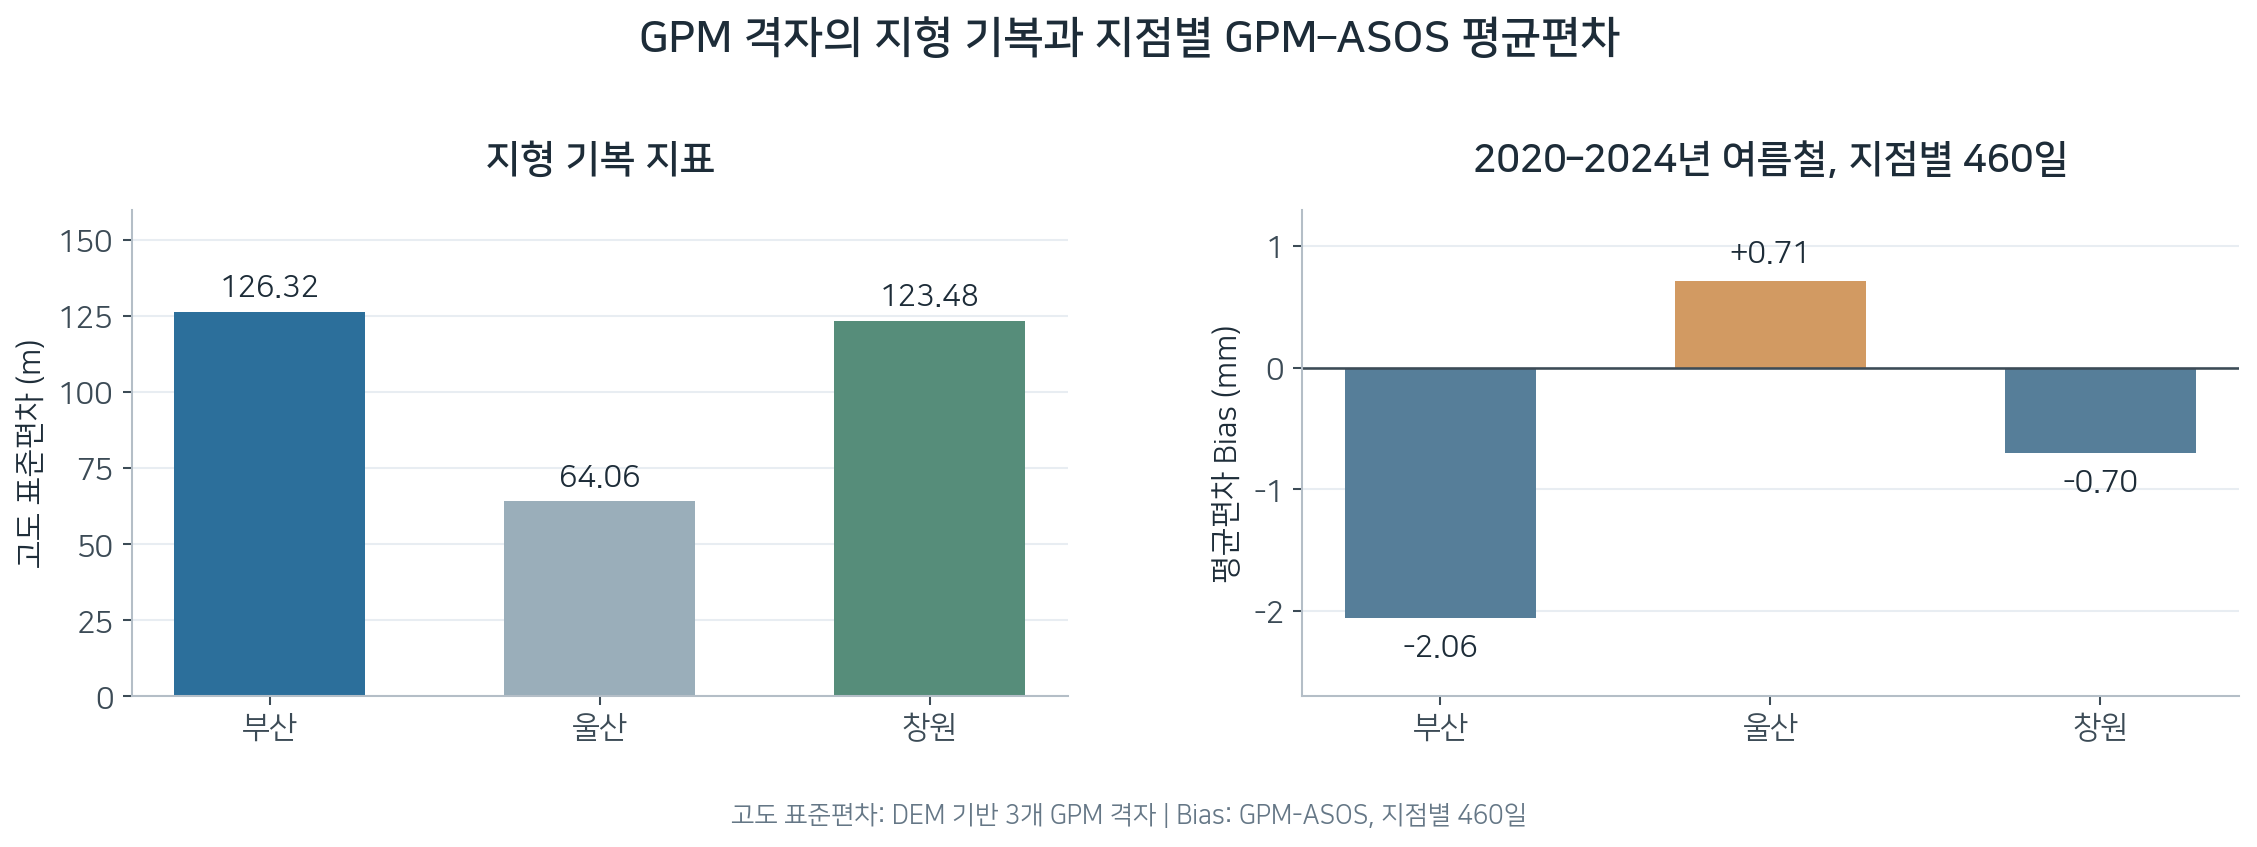 GPM 격자의 지형 기복과 지점별 GPM–ASOS 평균편차
지형 기복 지표
고도 표준편차 (m)
150
125
100
75
50
25
0
126.32
64.06
123.48
부산
울산
창원
2020–2024년 여름철, 지점별 460일
평균편차 Bias (mm)
1
0
-1
-2
-2.06
+0.71
-0.70
부산
울산
창원
고도 표준편차: DEM 기반 3개 GPM 격자 | Bias: GPM-ASOS, 지점별 460일